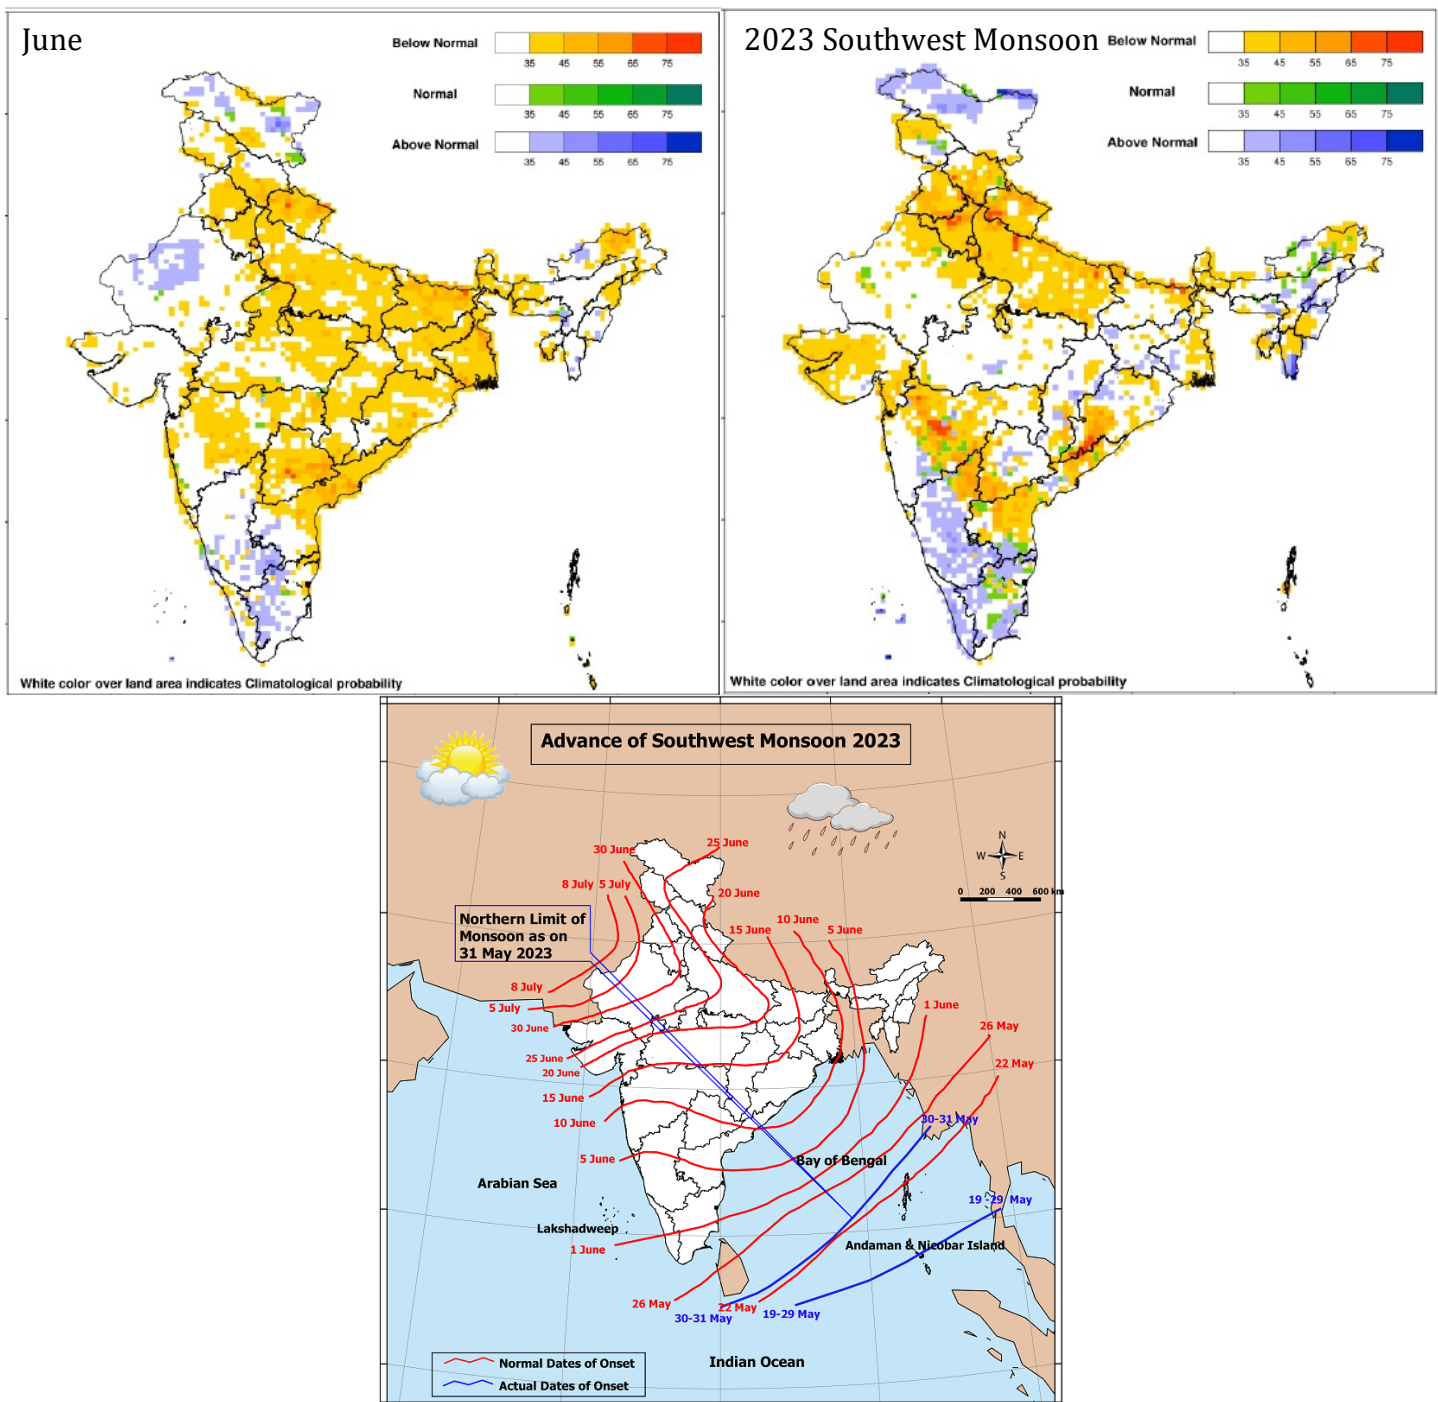 June
Below Normal
35 45 55 65 75
Normal
35 45 55 65 75
Above Normal
35 45 55 65 75
White color over land area indicates Climatological probability
2023 Southwest Monsoon
Below Normal
35 45 55 65 75
Normal
35 45 55 65 75
Above Normal
35 45 55 65 75
White color over land area indicates Climatological probability
Advance of Southwest Monsoon 2023
N
W E
S
0 200 400 600 km
30 June
25 June
8 July
5 July
20 June
10 June
15 June
5 June
Northern Limit of
Monsoon as on
31 May 2023
8 July
5 July
30 June
1 June
26 May
25 June
20 June
22 May
15 June
10 June
30-31 May
5 June
Bay of Bengal
Arabian Sea
19 -29 May
Lakshadweep
1 June
Andaman & Nicobar Island
26 May
30-31 May
22 May
19-29 May
Indian Ocean
Normal Dates of Onset
Actual Dates of Onset